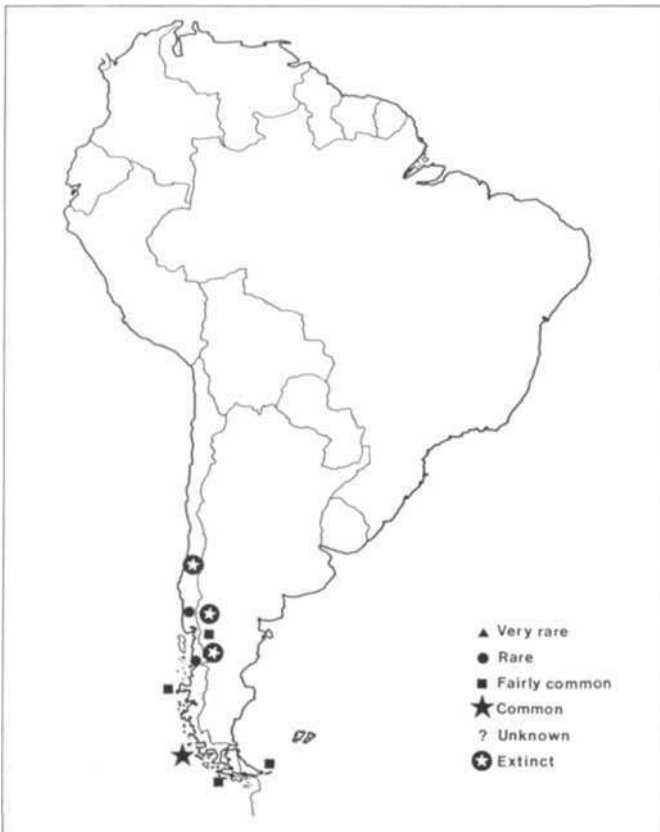 Very rare
Rare
Fairly common
Common
? Unknown
Extinct